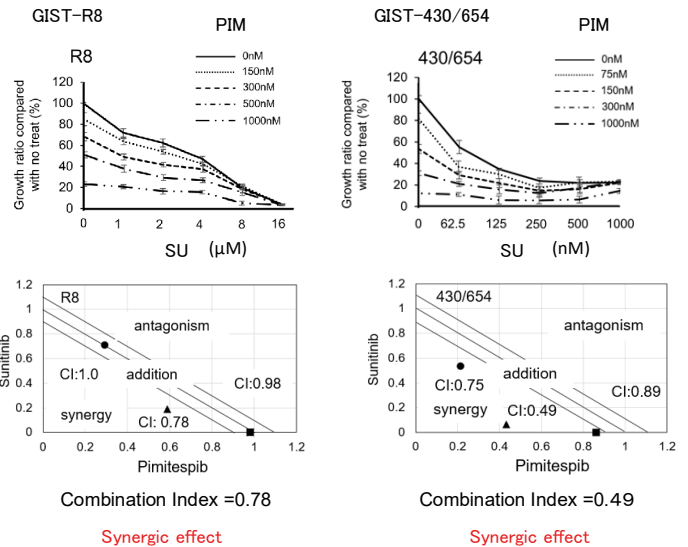 GIST-R8
PIM
R8
0nM
150nM
300nM
500nM
1000nM
Growth ratio compared
with no treat (%)
120
100
80
60
40
20
0
0 1 2 4 8 16
SU (μM)
GIST-430/654
PIM
430/654
0nM
75nM
150nM
300nM
1000nM
Growth ratio compared
with no treat (%)
120
100
80
60
40
20
0
0 62.5 125 250 500 1000
SU (nM)
Sunitinib
1.2
1
0.8
0.6
0.4
0.2
0
R8
antagonism
CI:1.0
addition
CI:0.98
synergy
CI: 0.78
0 0.2 0.4 0.6 0.8 1 1.2
Pimitespib
Combination Index =0.78
Synergic effect
Sunitinib
1.2
1
0.8
0.6
0.4
0.2
0
430/654
antagonism
addition
CI:0.75
CI:0.89
synergy
CI:0.49
0 0.2 0.4 0.6 0.8 1 1.2
Pimitespib
Combination Index =0.49
Synergic effect